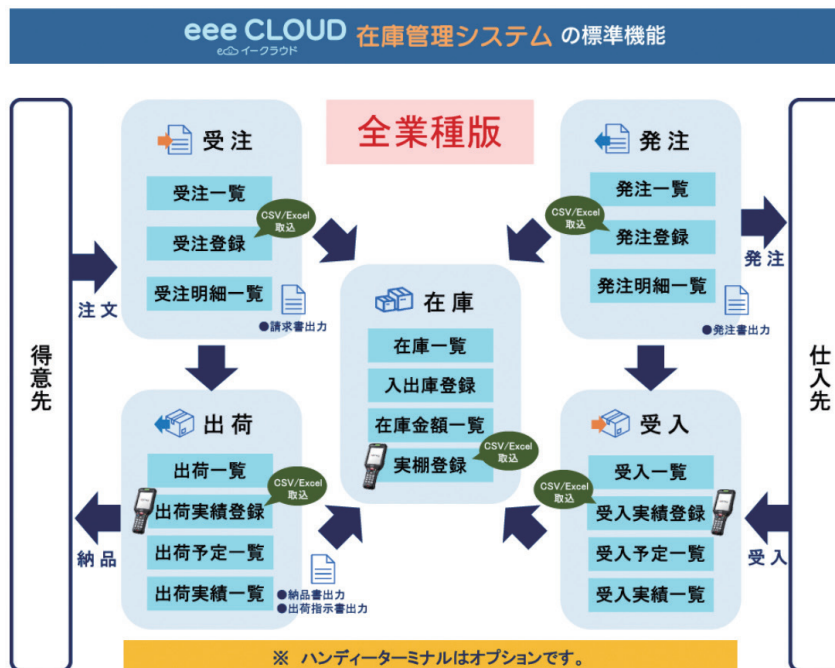 eee CLOUD 在庫管理システム の標準機能
イークラウド
全業種版
得意先
注文
納品
受注
受注一覧
CSV/Excel
取込
受注登録
受注明細一覧
●請求書出力
発注
発注一覧
CSV/Excel
取込
発注登録
発注明細一覧
●発注書出力
在庫
在庫一覧
入出庫登録
在庫金額一覧
CSV/Excel
取込
実棚登録
出荷
出荷一覧
CSV/Excel
取込
出荷実績登録
出荷予定一覧
出荷実績一覧
●納品書出力
●出荷指示書出力
受入
受入一覧
CSV/Excel
取込
受入実績登録
受入予定一覧
受入実績一覧
発注
受入
仕入先
※ ハンディーターミナルはオプションです。